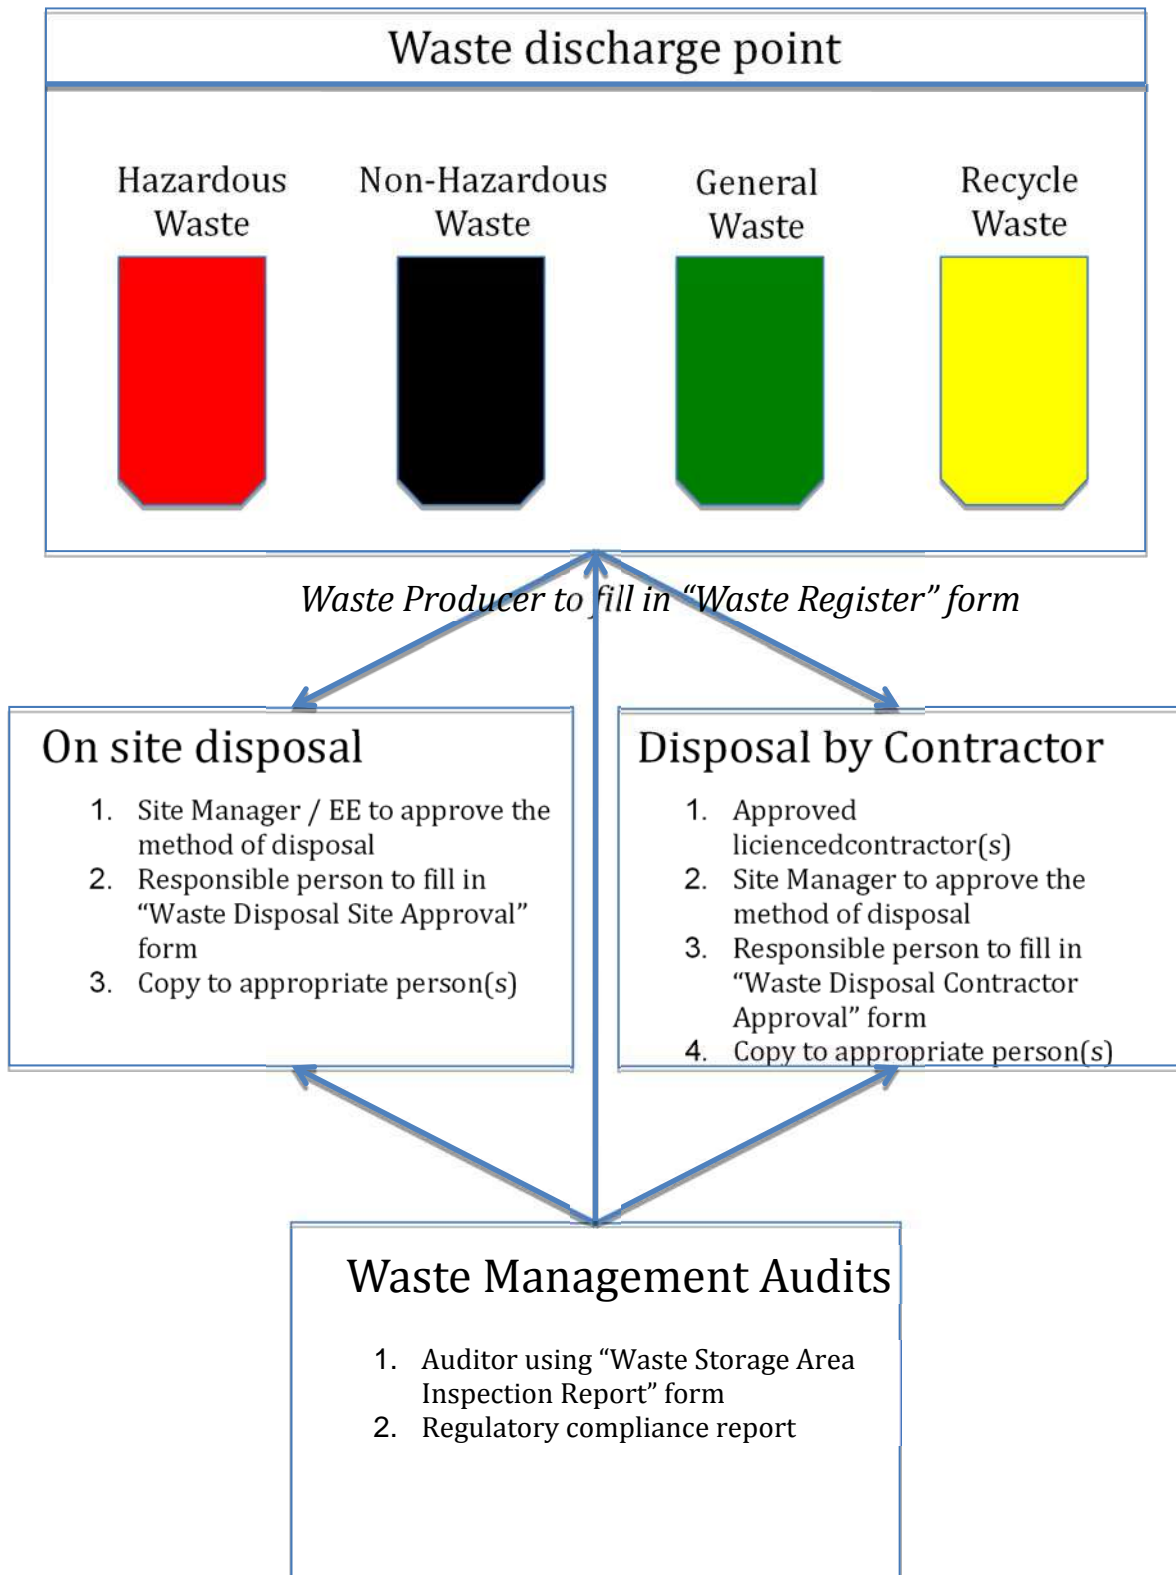 Waste discharge point
Hazardous
Waste
Non-Hazardous
Waste
General
Waste
Recycle
Waste
Waste Producer to fill in “Waste Register” form
On site disposal
1. Site Manager / EE to approve the
method of disposal
2. Responsible person to fill in
“Waste Disposal Site Approval”
form
3. Copy to appropriate person(s)
Disposal by Contractor
1. Approved
liciencedcontractor(s)
2. Site Manager to approve the
method of disposal
3. Responsible person to fill in
“Waste Disposal Contractor
Approval” form
4. Copy to appropriate person(s)
Waste Management Audits
1. Auditor using “Waste Storage Area
Inspection Report” form
2. Regulatory compliance report